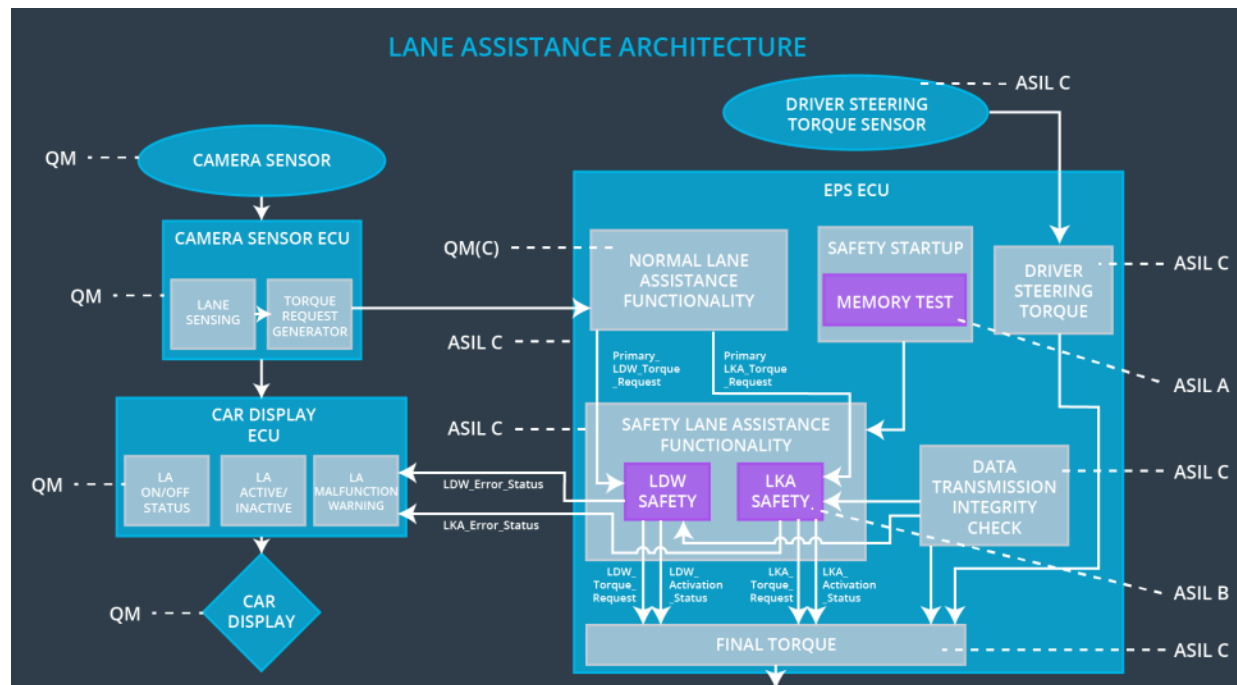 LANE ASSISTANCE ARCHITECTURE
ASIL C
DRIVER STEERING
TORQUE SENSOR
QM
CAMERA SENSOR
EPS ECU
CAMERA SENSOR ECU
QM
LANE
SENSING
TORQUE
REQUEST
GENERATOR
QM(C)
NORMAL LANE
ASSISTANCE
FUNCTIONALITY
SAFETY STARTUP
MEMORY TEST
DRIVER
STEERING
TORQUE
ASIL C
ASIL C
Primary_
LDW_Torque
_Request
Primary
LKA_Torque
_Request
ASIL A
CAR DISPLAY
ECU
QM
LA
ON/OFF
STATUS
LA
ACTIVE/
INACTIVE
LA
MALFUNCTION
WARNING
ASIL C
SAFETY LANE ASSISTANCE
FUNCTIONALITY
LDW
SAFETY
LKA
SAFETY
DATA
TRANSMISSION
INTEGRITY
CHECK
ASIL C
LDW_Error_Status
LKA_Error_Status
LDW_
Torque_
Request
LDW_
Activation
_Status
LKA_
Torque_
Request
LKA_
Activation
_Status
ASIL B
QM
CAR
DISPLAY
FINAL TORQUE
ASIL C